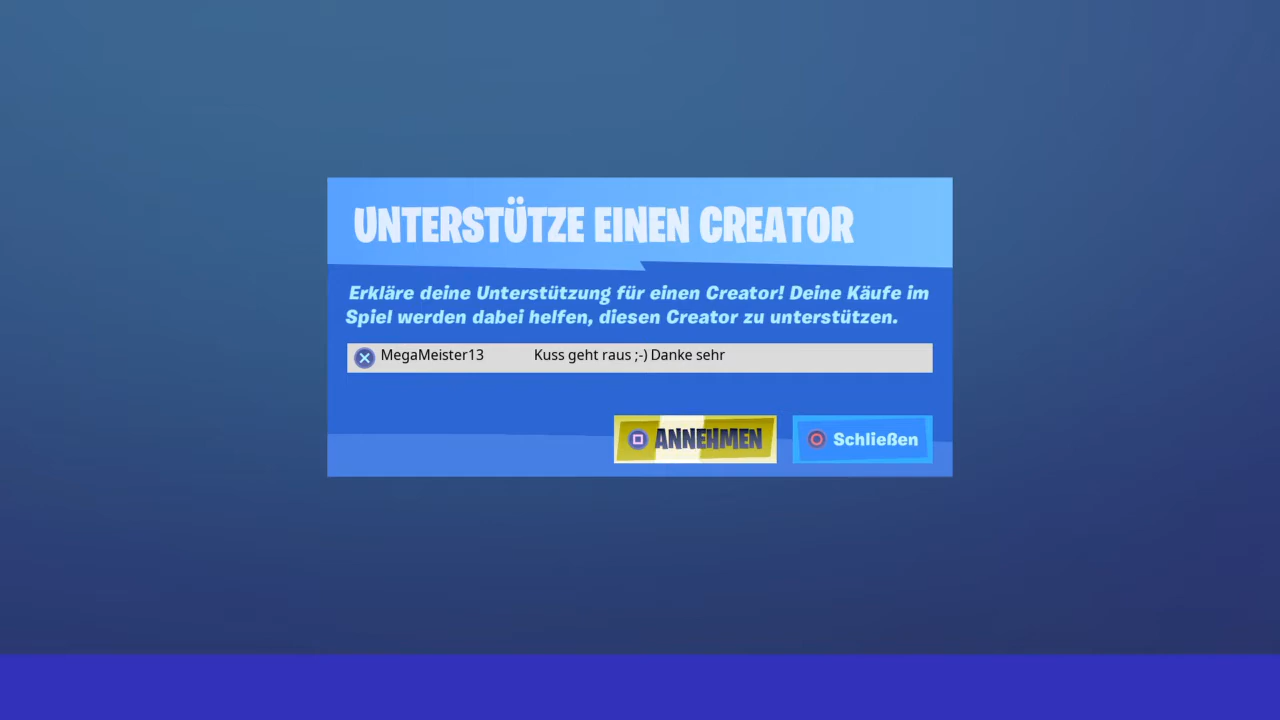 UNTERSTÜTZE EINEN CREATOR
Erkläre deine Unterstützung für einen Creator! Deine Käufe im
Spiel werden dabei helfen, diesen Creator zu unterstützen.
MegaMeister13 Kuss geht raus ;-) Danke sehr
ANNEHMEN Schließen